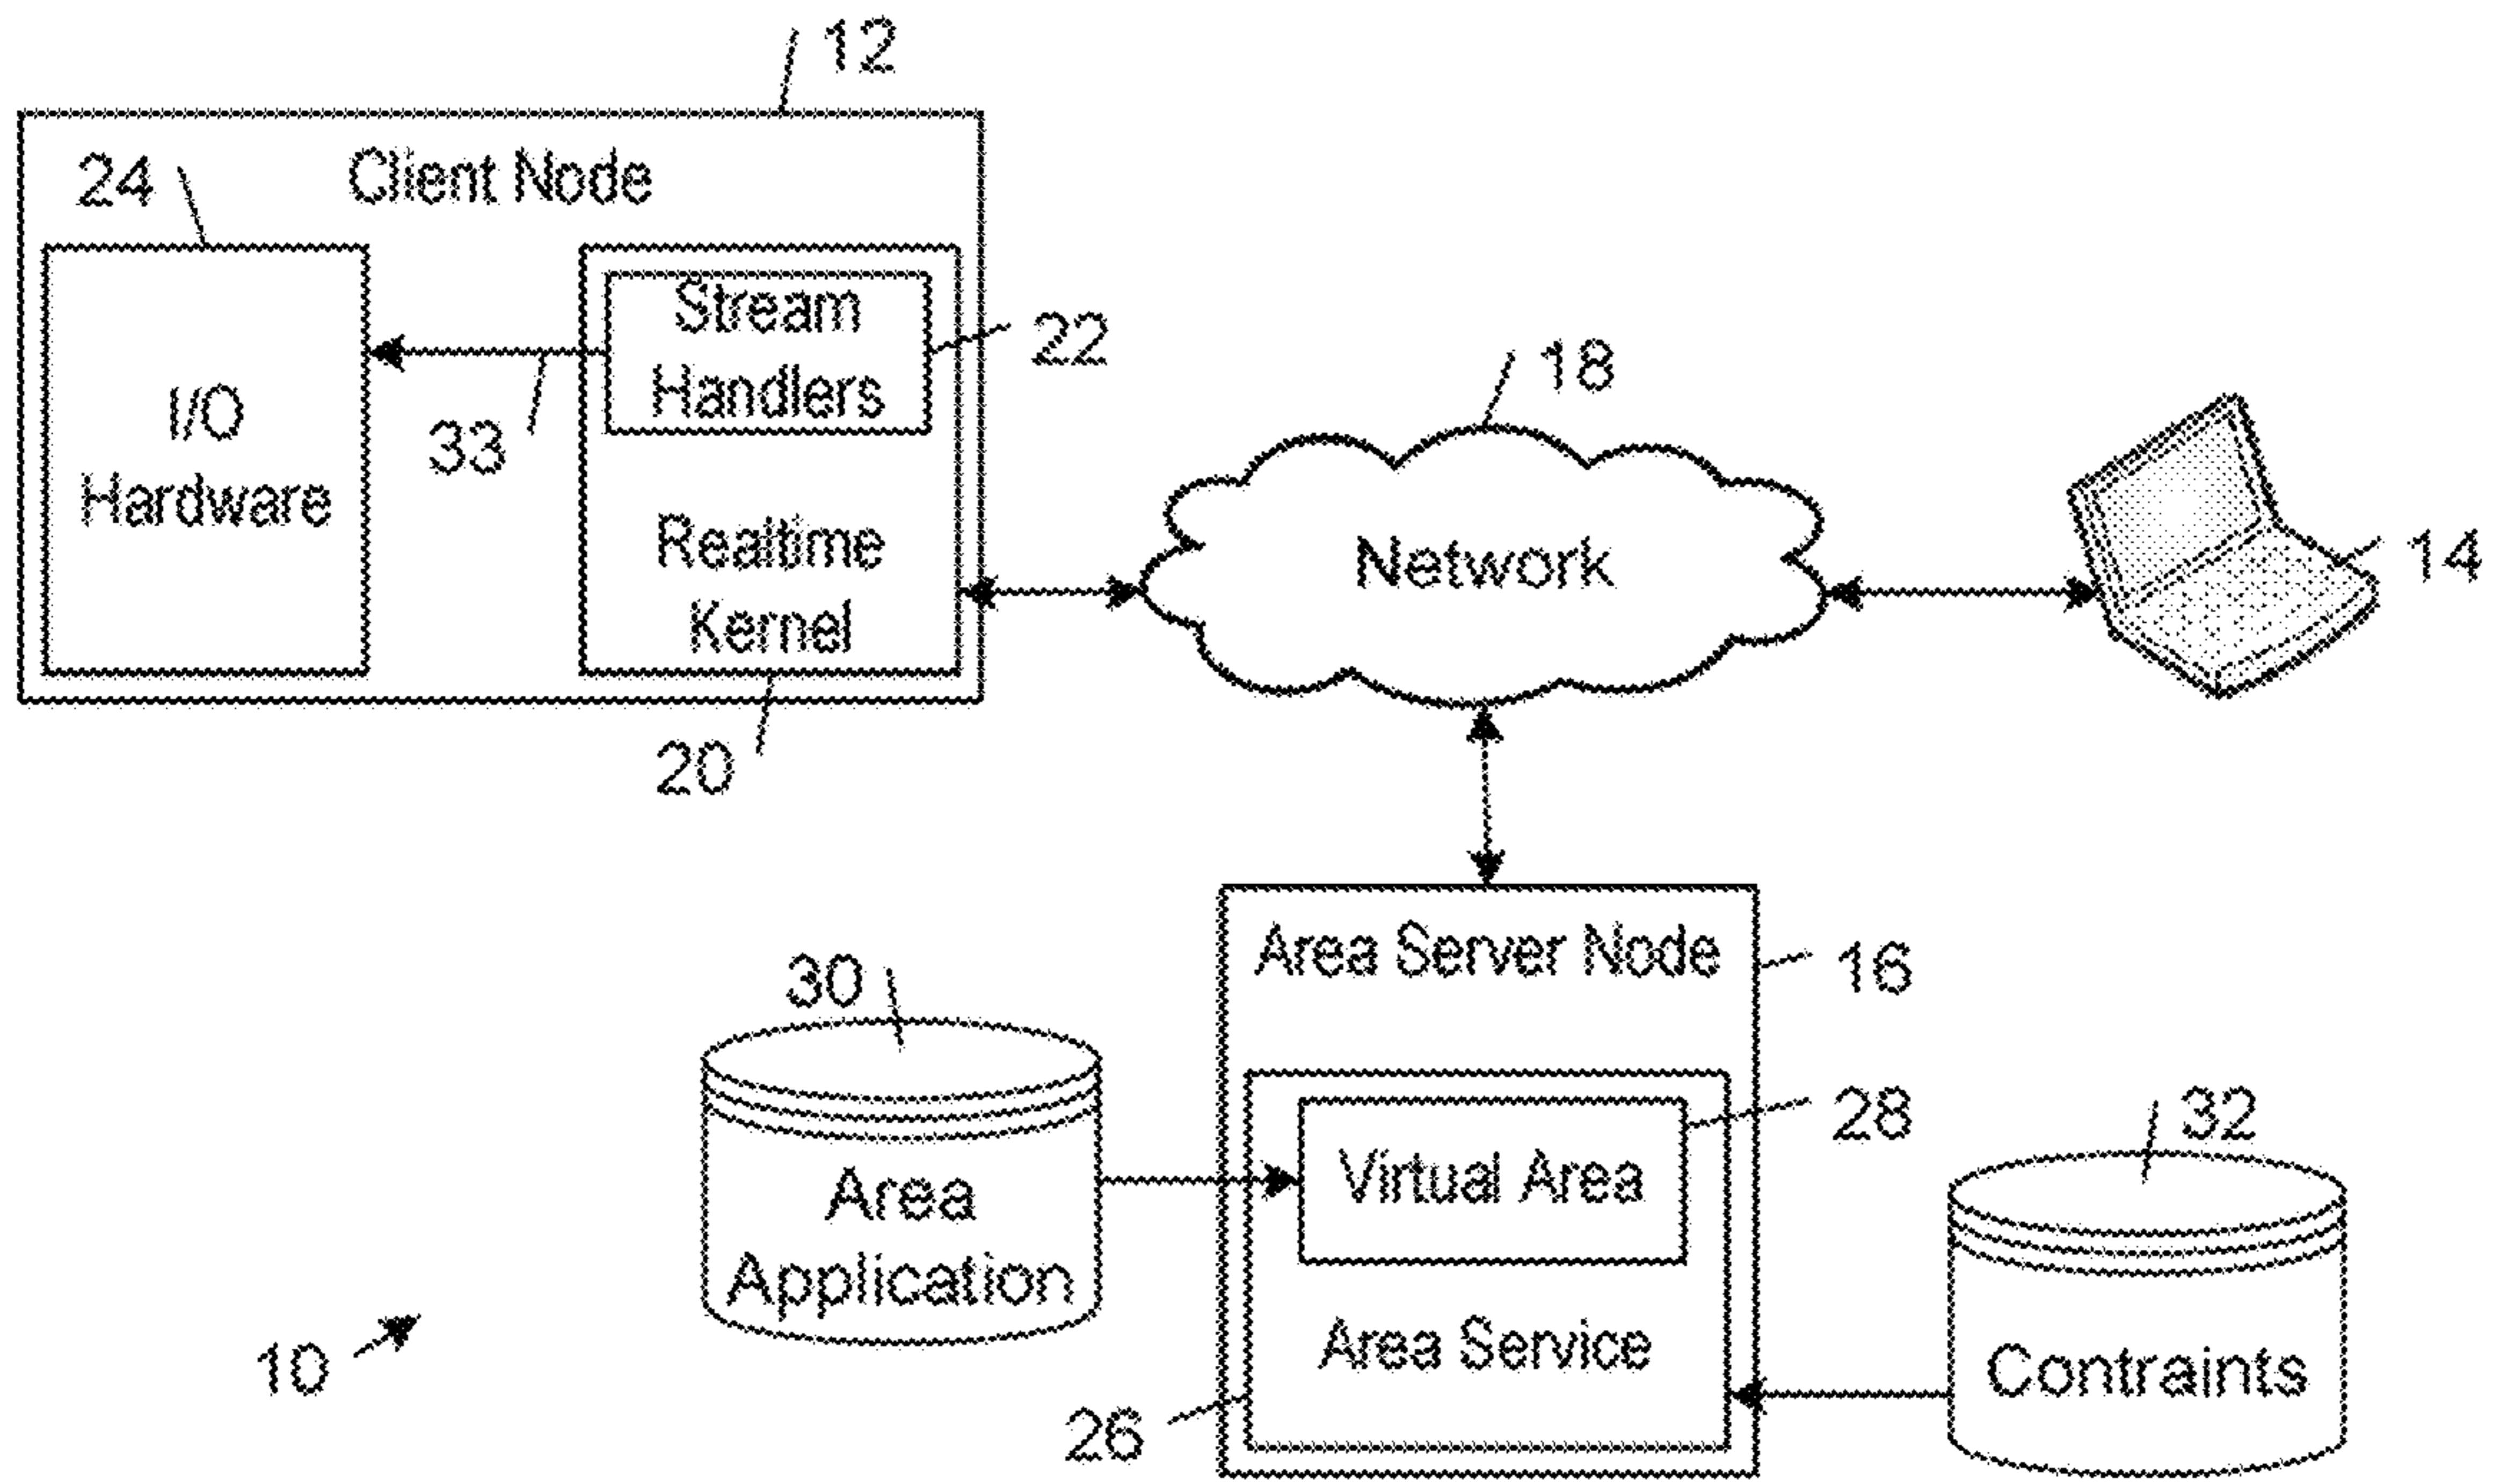 12
24
Client Node
Stream
Handlers
22
I/O
Hardware
33
Realtime
Kernel
20
18
Network
14
Area Server Node
16
30
Area
Application
Virtual Area
28
Area Service
26
32
Contraints
10